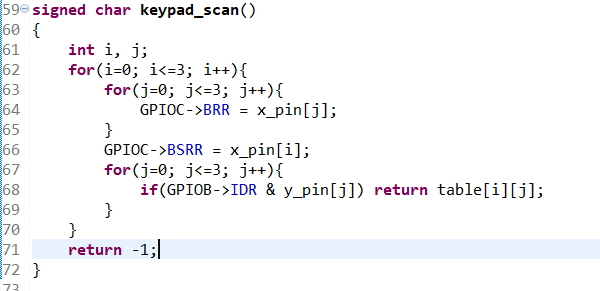 59 signed char keypad_scan()
60 {
61     int i, j;
62     for(i=0; i<=3; i++){
63         for(j=0; j<=3; j++){
64             GPIOC->BRR = x_pin[j];
65         }
66         GPIOC->BSRR = x_pin[i];
67         for(j=0; j<=3; j++){
68             if(GPIOB->IDR & y_pin[j]) return table[i][j];
69         }
70     }
71     return -1;
72 }
73